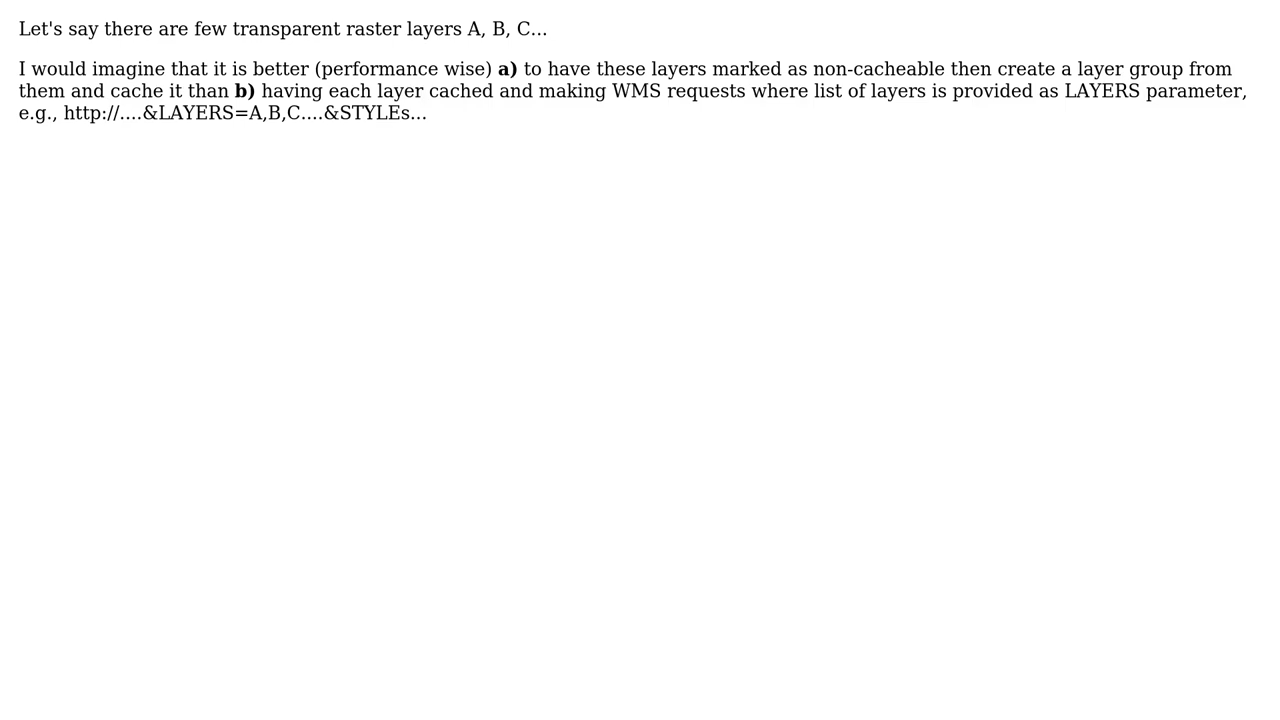 Let's say there are few transparent raster layers A, B, C...
I would imagine that it is better (performance wise) a) to have these layers marked as non-cacheable then create a layer group from
them and cache it than b) having each layer cached and making WMS requests where list of layers is provided as LAYERS parameter,
e.g., http://....&LAYERS=A,B,C....&STYLEs...